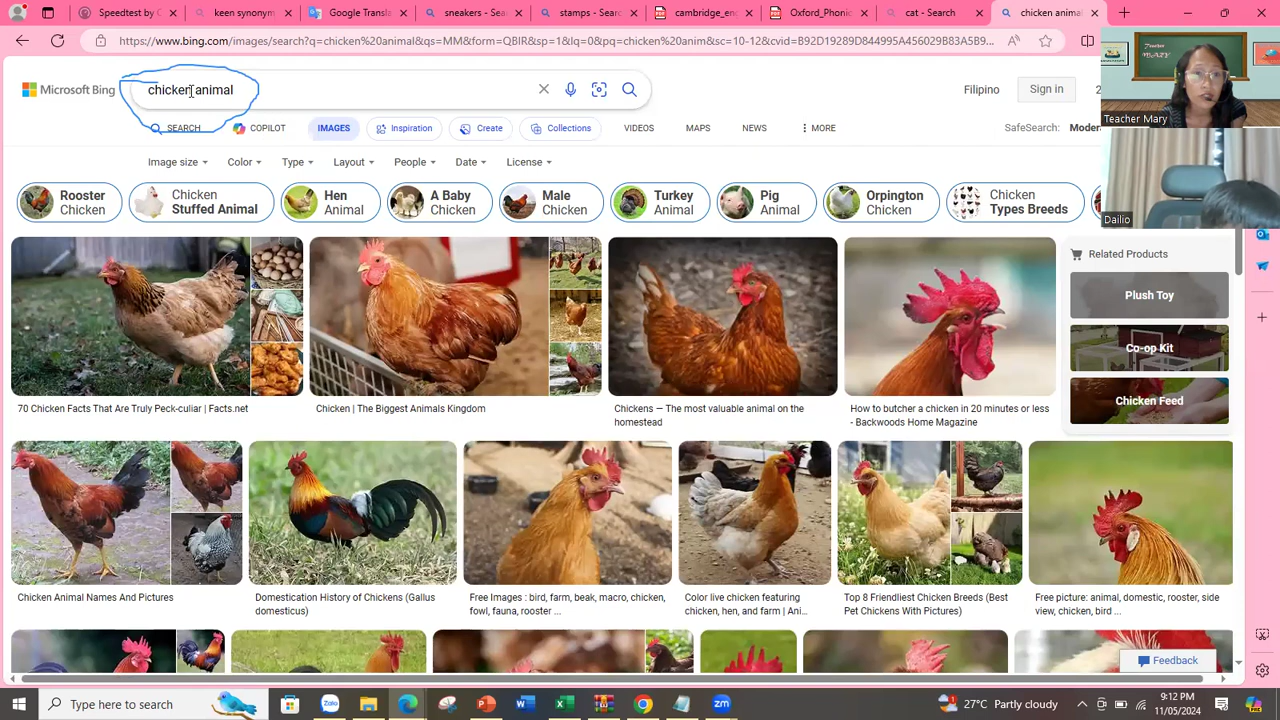 Speedtest by O
keen synonym
Google Transla
sneakers - Sea
stamps - Searc
cambridge_en
Oxford_Phonic
cat - Search
chicken animal
https://www.bing.com/images/search?q=chicken%20animal&qs=MM&form=QBIR&sp=1&lq=0&pq=chicken%20anim&sc=10-12&cvid=B92D19289D844995A456029B3A5B9...
Microsoft Bing
chicken animal
Filipino
Sign in
Teacher Mary
SEARCH
COPILOT
IMAGES
Inspiration
Create
Collections
VIDEOS
MAPS
NEWS
MORE
SafeSearch: Moder
Image size
Color
Type
Layout
People
Date
License
Rooster
Chicken
Chicken
Stuffed Animal
Hen
Animal
A Baby
Chicken
Male
Chicken
Turkey
Animal
Pig
Animal
Orpington
Chicken
Chicken
Types Breeds
Dailio
Related Products
Plush Toy
Co-op Kit
Chicken Feed
70 Chicken Facts That Are Truly Peck-culiar | Facts.net
Chicken | The Biggest Animals Kingdom
Chickens — The most valuable animal on the
homestead
How to butcher a chicken in 20 minutes or less
- Backwoods Home Magazine
Chicken Animal Names And Pictures
Domestication History of Chickens (Gallus
domesticus)
Free Images : bird, farm, beak, macro, chicken,
fowl, fauna, rooster ...
Color live chicken featuring
chicken, hen, and farm | Ani...
Top 8 Friendliest Chicken Breeds (Best
Pet Chickens With Pictures)
Free picture: animal, domestic, rooster, side
view, chicken, bird ...
Feedback
Type here to search
27°C Partly cloudy
9:12 PM
11/05/2024